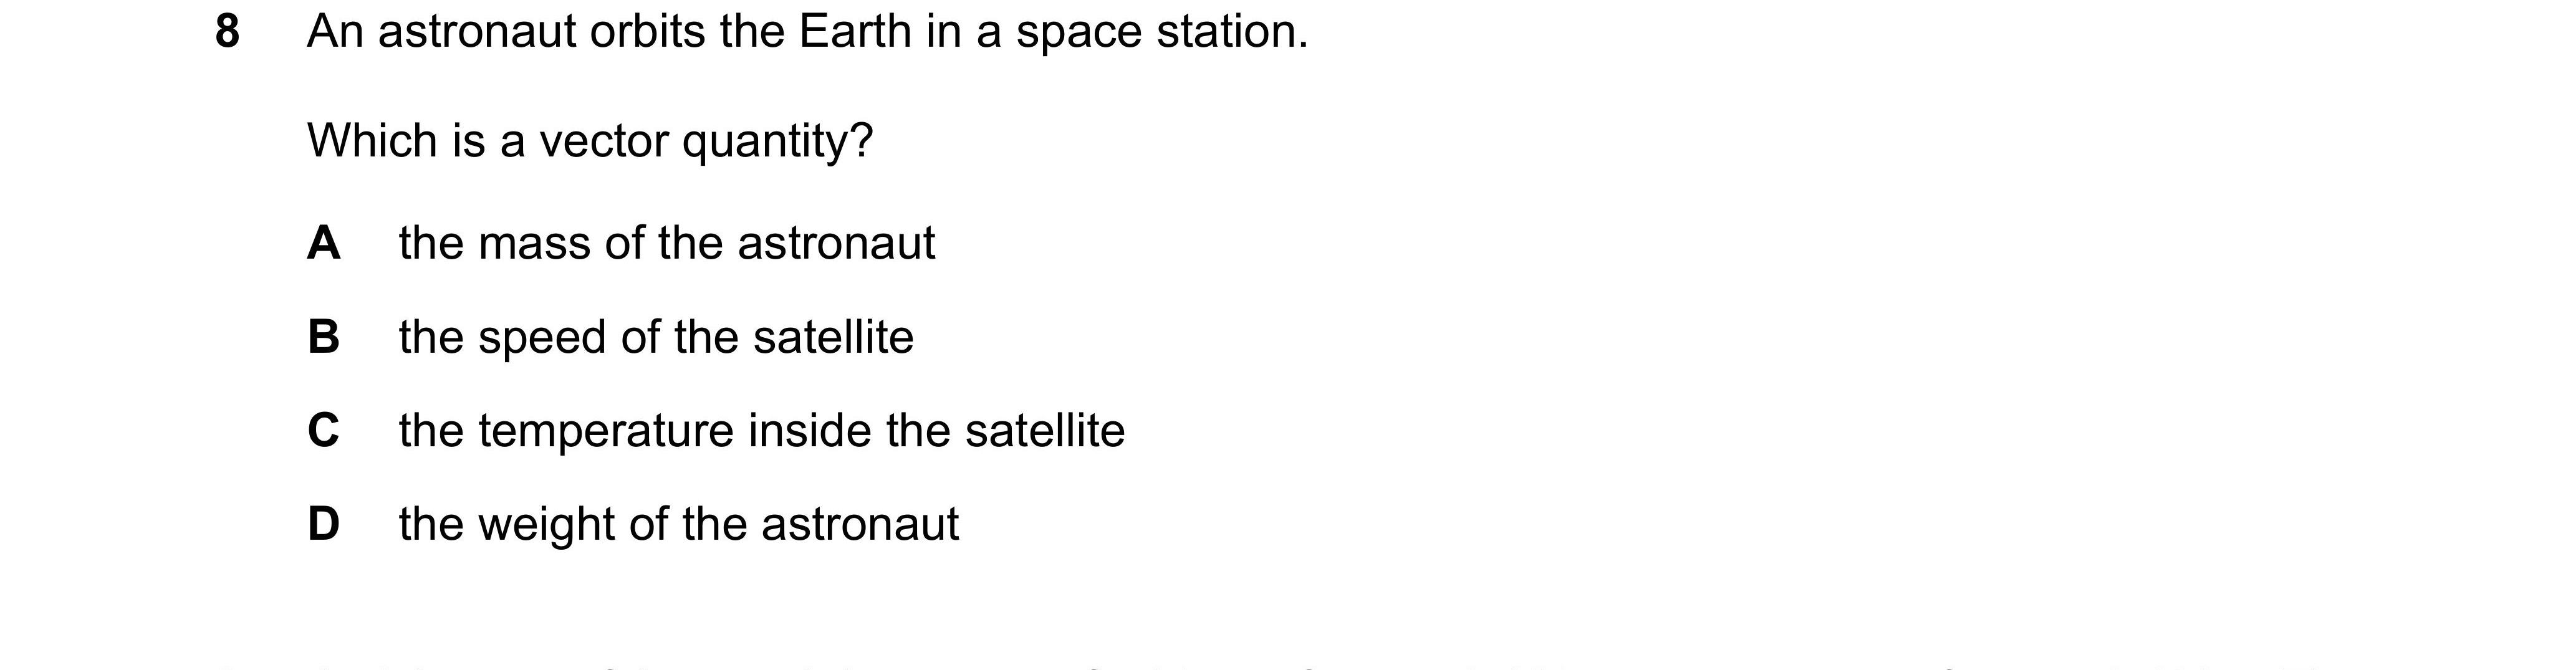 8 An astronaut orbits the Earth in a space station.
Which is a vector quantity?
A the mass of the astronaut
B the speed of the satellite
C the temperature inside the satellite
D the weight of the astronaut